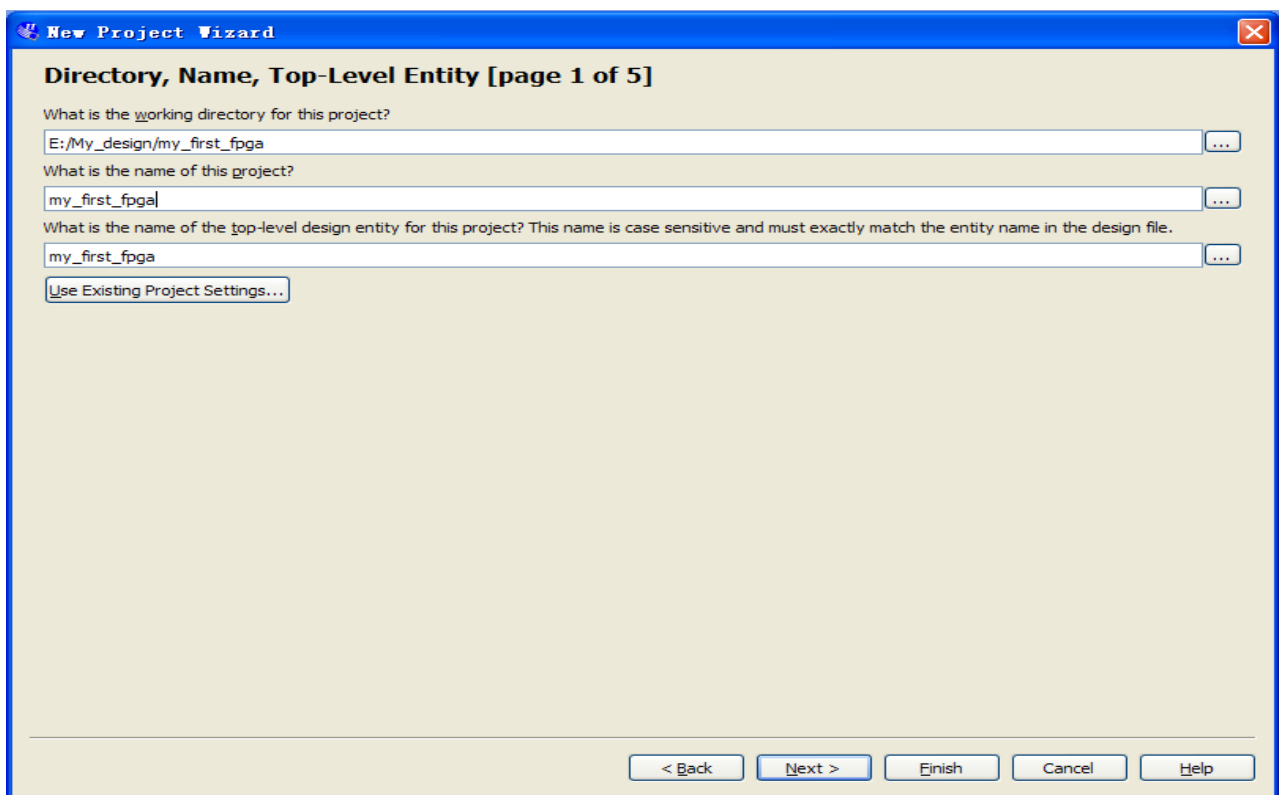 New Project Wizard
Directory, Name, Top-Level Entity [page 1 of 5]
What is the working directory for this project?
E:/My_design/my_first_fpga
...
What is the name of this project?
my_first_fpga
...
What is the name of the top-level design entity for this project? This name is case sensitive and must exactly match the entity name in the design file.
my_first_fpga
...
Use Existing Project Settings...
< Back Next > Finish Cancel Help